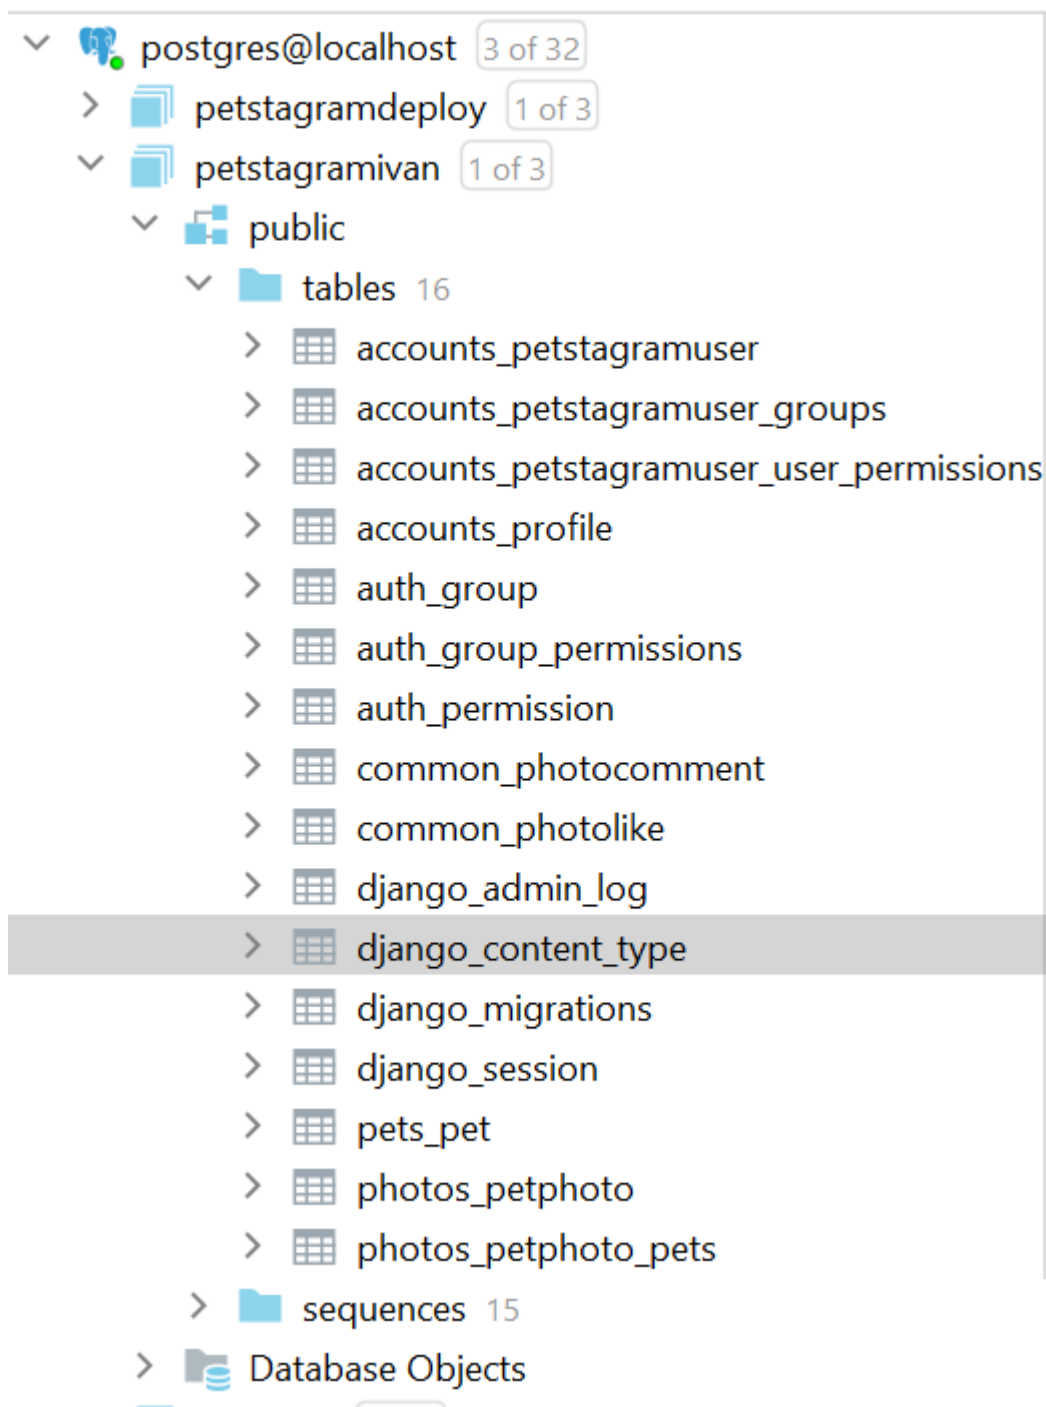 postgres@localhost 3 of 32
petstagramdeploy 1 of 3
petstagramivan 1 of 3
public
tables 16
accounts_petstagramuser
accounts_petstagramuser_groups
accounts_petstagramuser_user_permissions
accounts_profile
auth_group
auth_group_permissions
auth_permission
common_photocomment
common_photolike
django_admin_log
django_content_type
django_migrations
django_session
pets_pet
photos_petphoto
photos_petphoto_pets
sequences 15
Database Objects